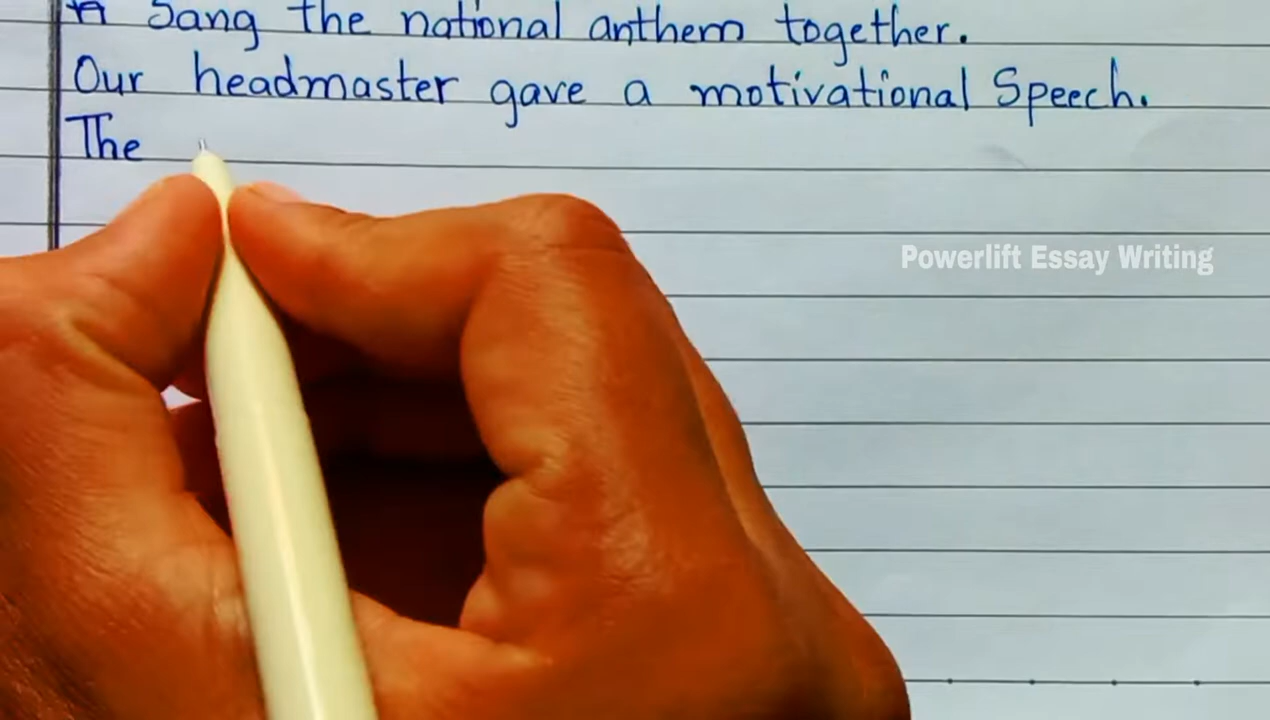 Sang the national anthem together.
Our headmaster gave a motivational Speech.
The
Powerlift Essay Writing